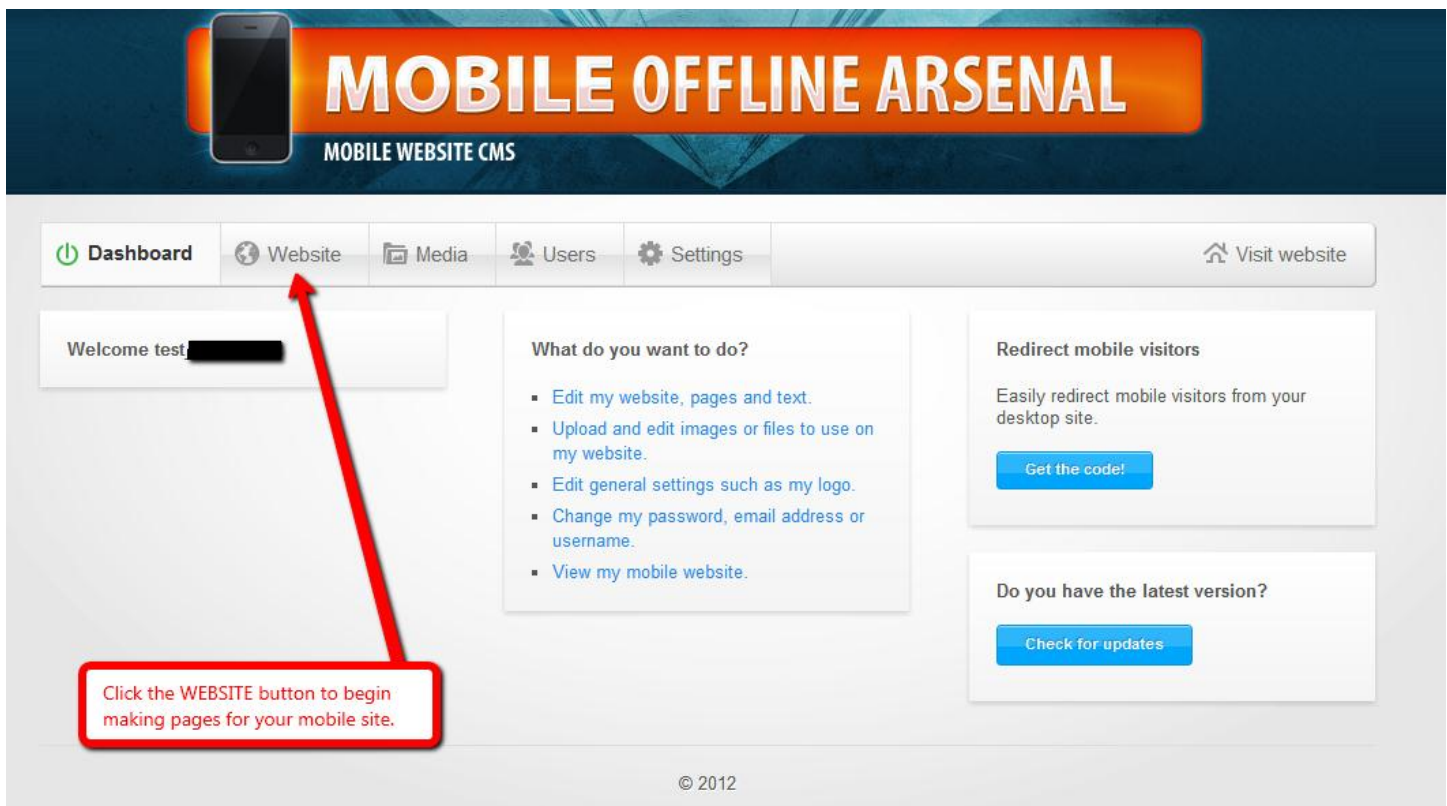 MOBILE OFFLINE ARSENAL
MOBILE WEBSITE CMS
Dashboard
Website
Media
Users
Settings
Visit website
Welcome test
What do you want to do?
Edit my website, pages and text.
Upload and edit images or files to use on
my website.
Edit general settings such as my logo.
Change my password, email address or
username.
View my mobile website.
Redirect mobile visitors
Easily redirect mobile visitors from your
desktop site.
Get the code!
Do you have the latest version?
Check for updates
Click the WEBSITE button to begin
making pages for your mobile site.
© 2012